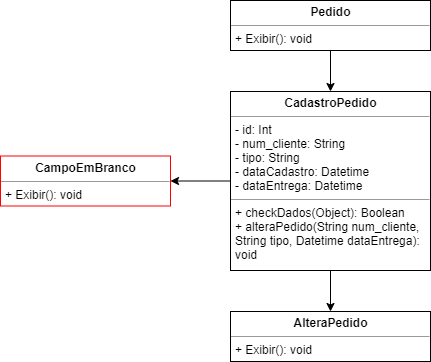 Pedido
+ Exibir(): void
CadastroPedido
- id: Int
- num_cliente: String
- tipo: String
- dataCadastro: Datetime
- dataEntrega: Datetime
+ checkDados(Object): Boolean
+ alteraPedido(String num_cliente,
String tipo, Datetime dataEntrega):
void
CampoEmBranco
+ Exibir(): void
AlteraPedido
+ Exibir(): void